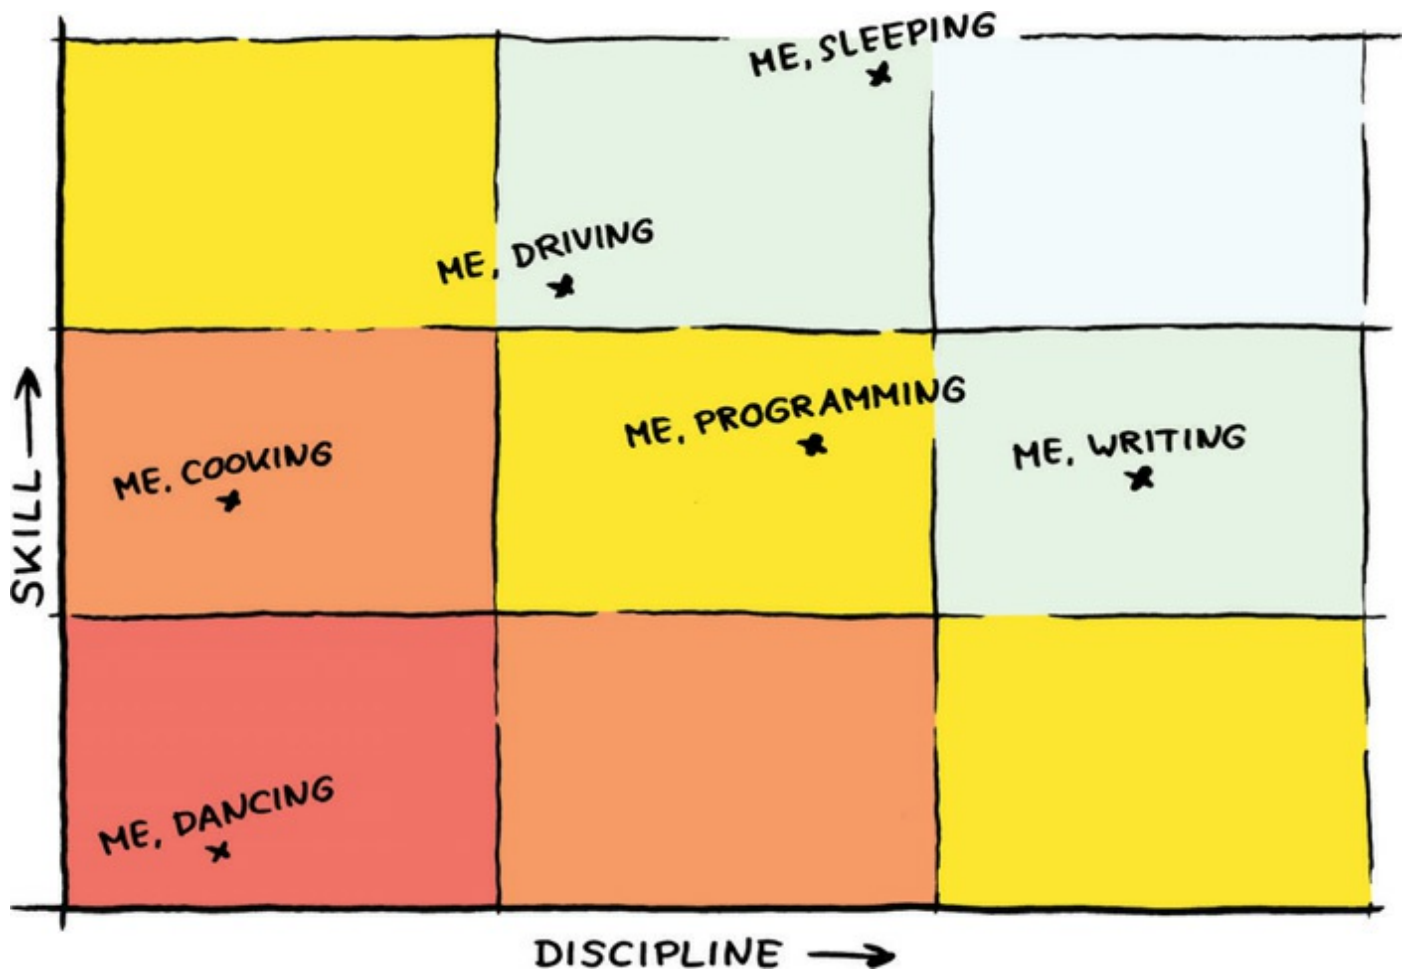 ME, SLEEPING
ME, DRIVING
ME, PROGRAMMING
ME, WRITING
ME, COOKING
ME, DANCING
SKILL
DISCIPLINE